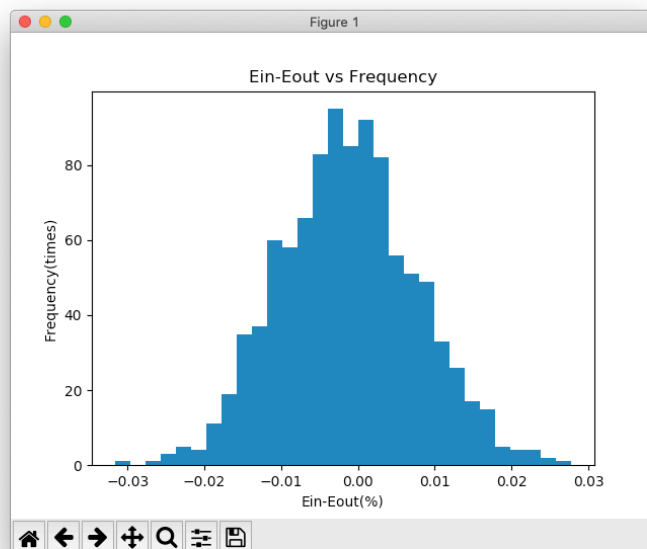 Figure 1
Ein-Eout vs Frequency
80
60
40
20
0
Frequency(times)
−0.03 −0.02 −0.01 0.00 0.01 0.02 0.03
Ein-Eout(%)